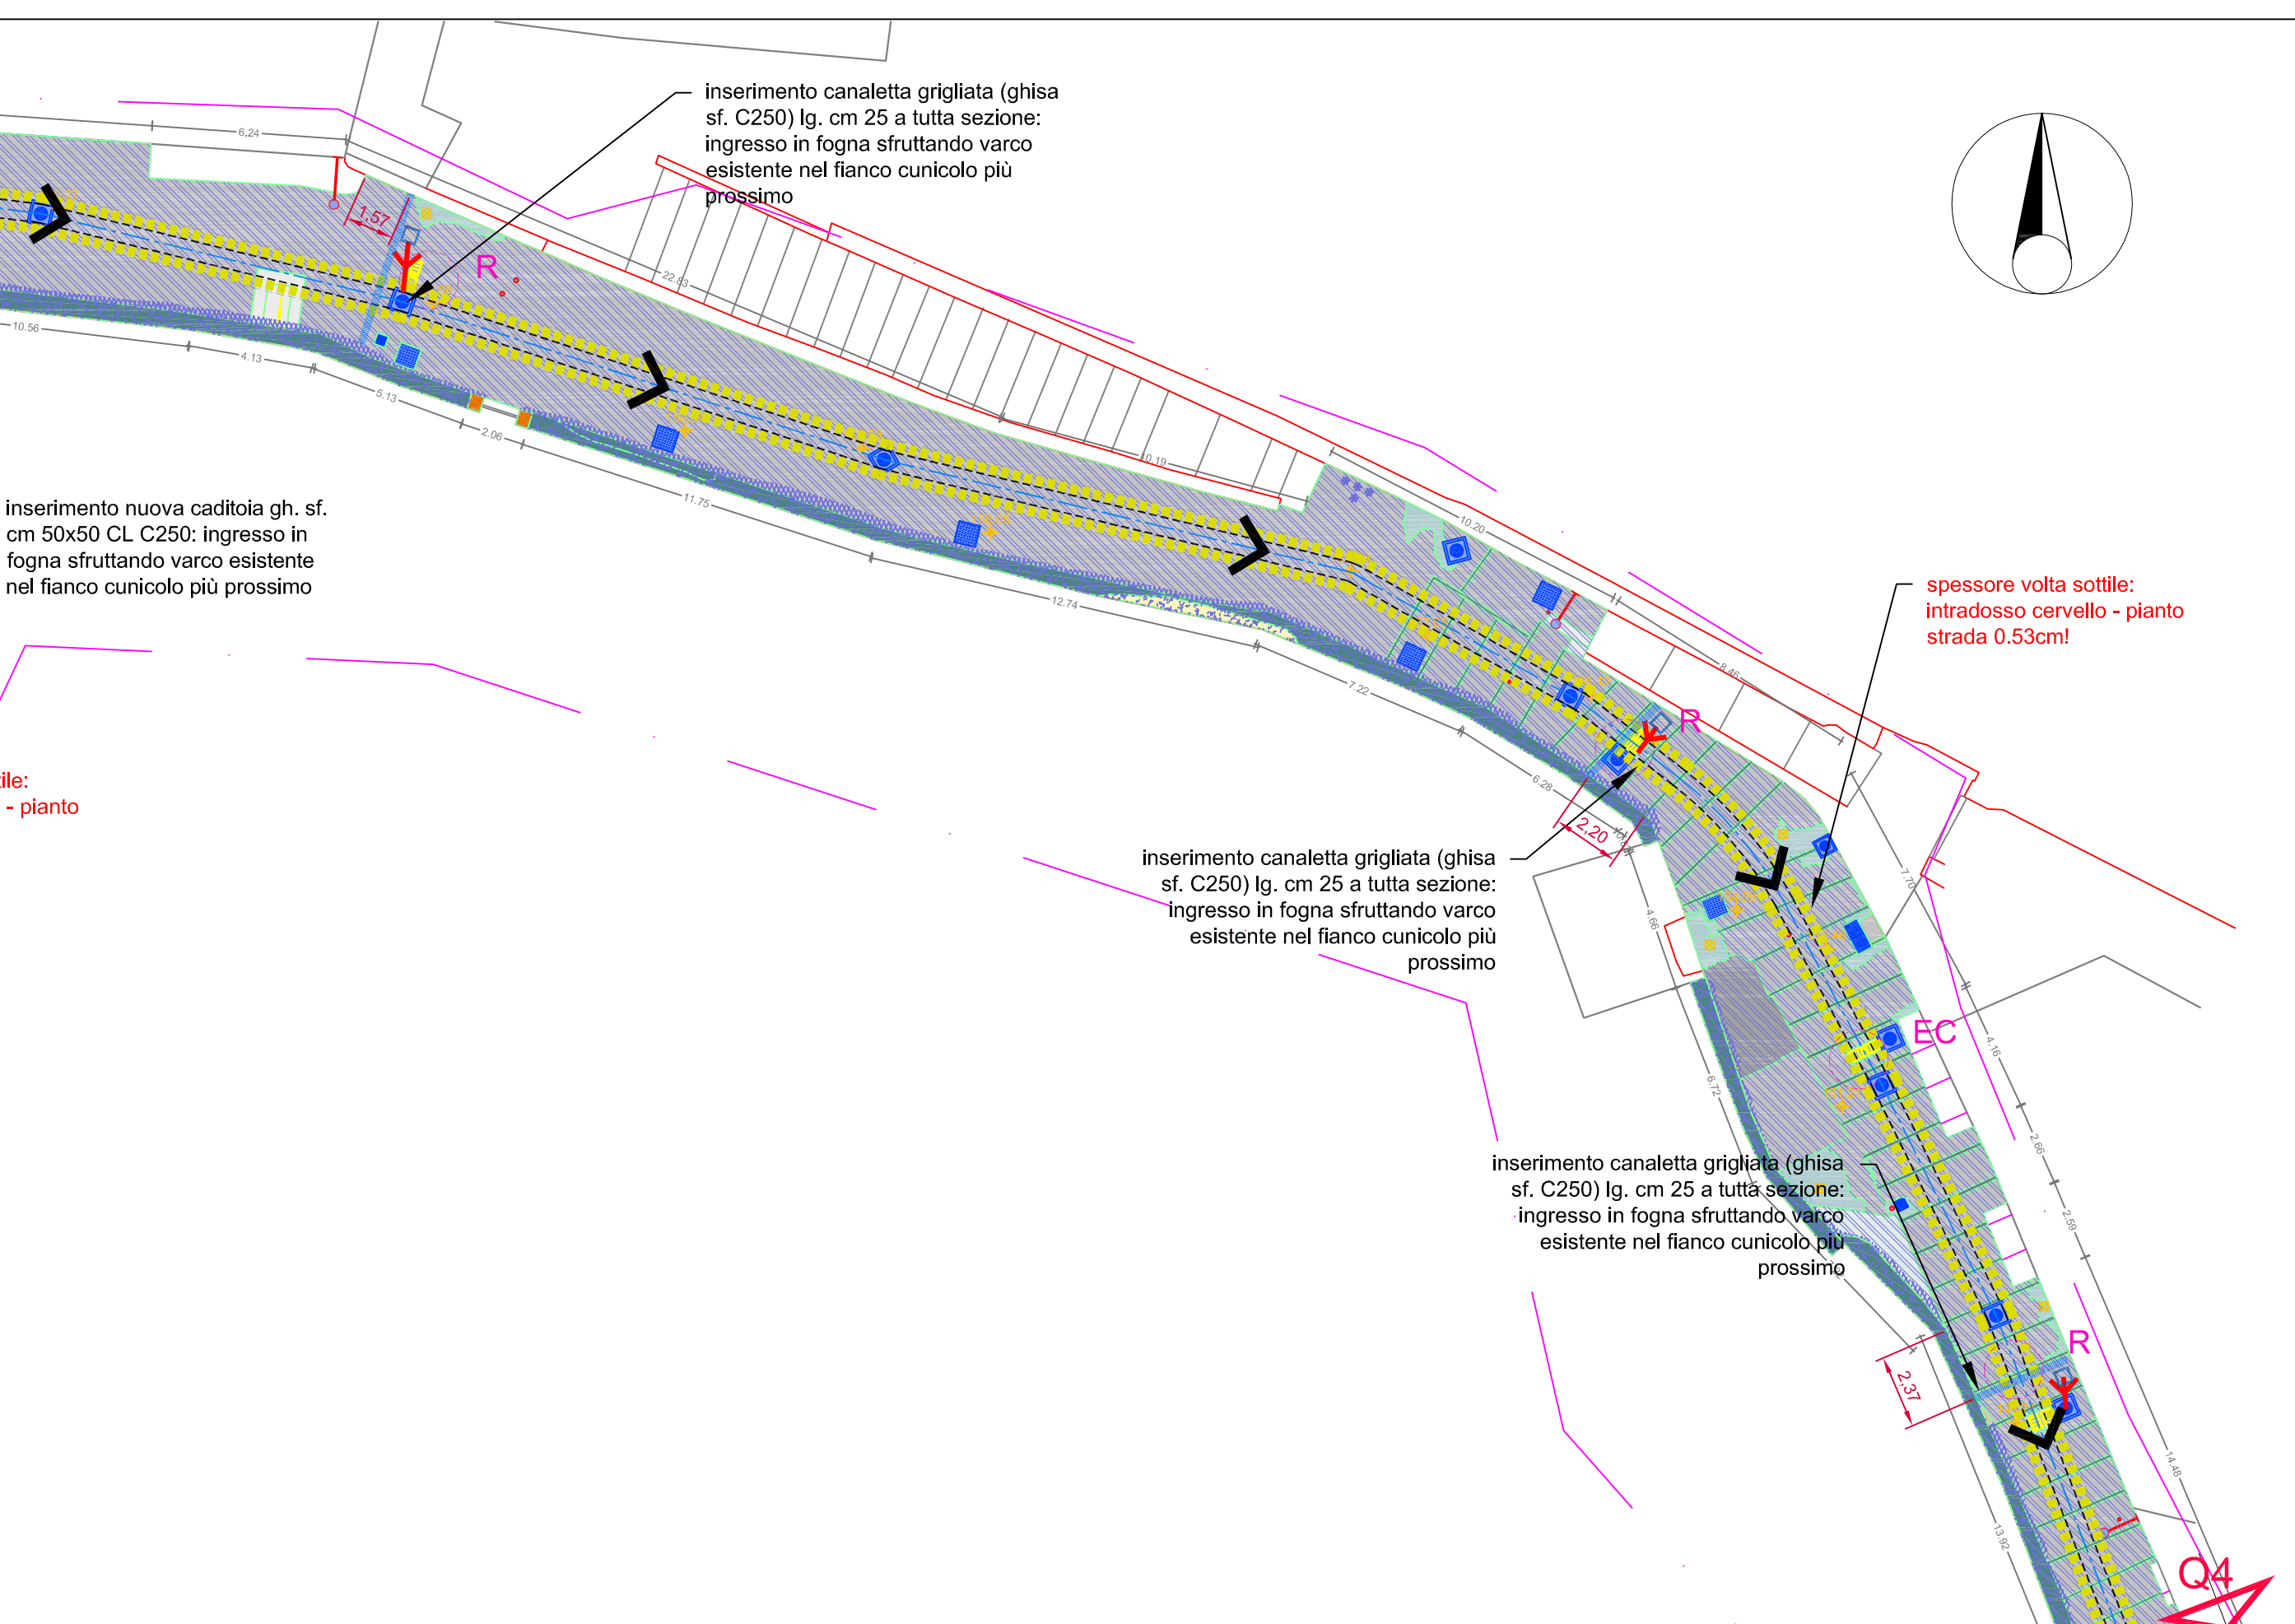 inserimento canaletta grigliata (ghisa
sf. C250) lg. cm 25 a tutta sezione:
ingresso in fogna sfruttando varco
esistente nel fianco cunicolo più
prossimo
6.24
1,57
R
22.83
10.56
4.13
5.13
2.06
11.75
10.19
12.74
10.20
inserimento nuova caditoia gh. sf.
cm 50x50 CL C250: ingresso in
fogna sfruttando varco esistente
nel fianco cunicolo più prossimo
spessore volta sottile:
intradosso cervello - pianto
strada 0.53cm!
7.22
8.46
R
tile:
- pianto
6.28
2,20
inserimento canaletta grigliata (ghisa
sf. C250) lg. cm 25 a tutta sezione:
ingresso in fogna sfruttando varco
esistente nel fianco cunicolo più
prossimo
7.70
4.66
EC
4.16
6.72
2.66
inserimento canaletta grigliata (ghisa
sf. C250) lg. cm 25 a tutta sezione:
ingresso in fogna sfruttando varco
esistente nel fianco cunicolo più
prossimo
2.59
R
2,37
14.48
13.92
Q4